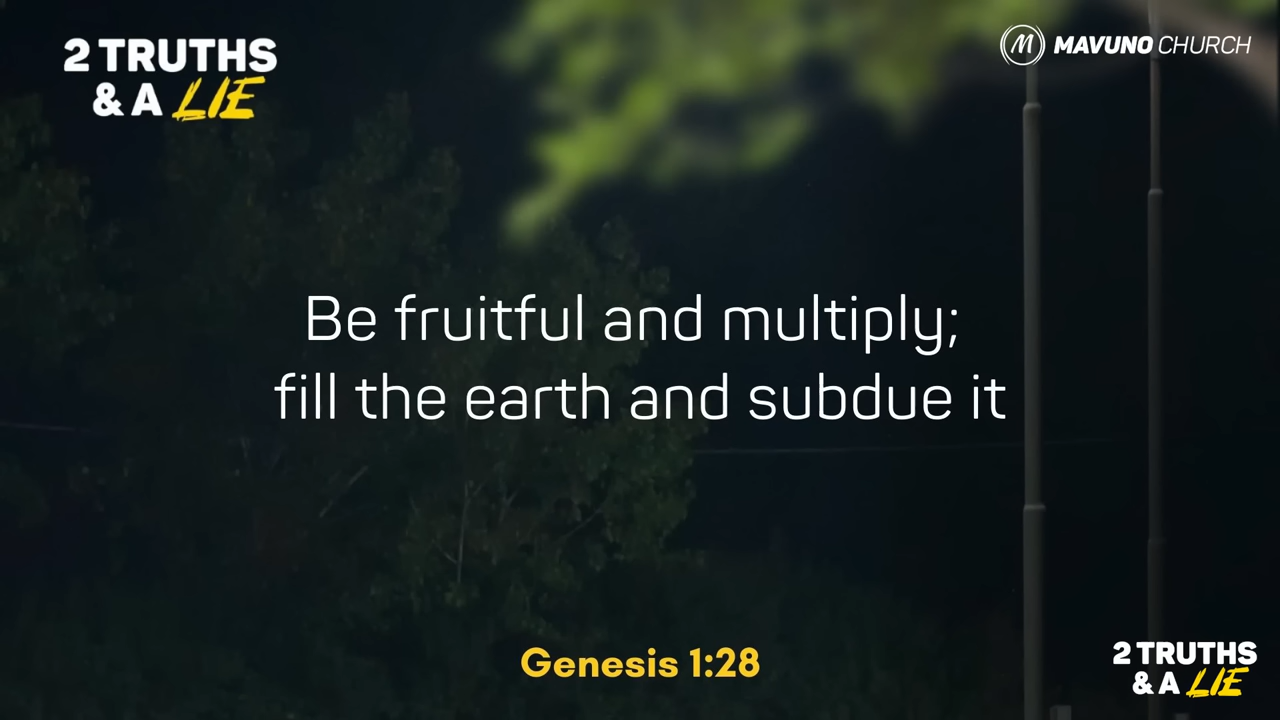 2 TRUTHS
& A LIE
MAVUNO CHURCH
Be fruitful and multiply;
fill the earth and subdue it
Genesis 1:28
2 TRUTHS
& A LIE